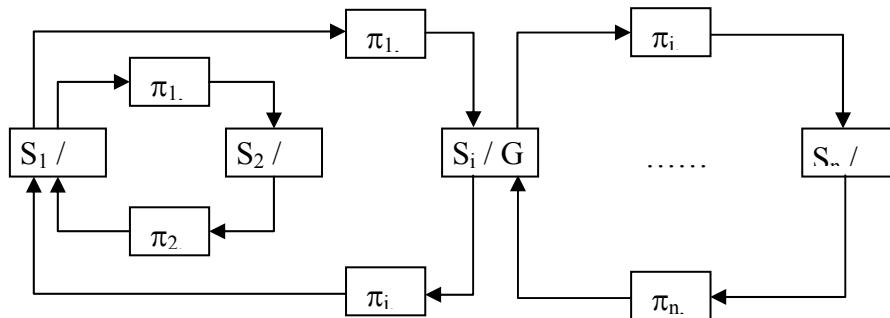 π₁.
πᵢ.
π₁.
S₁ /
S₂ /
Sᵢ / G
......
Sₙ /
π₂.
πᵢ.
πₙ.